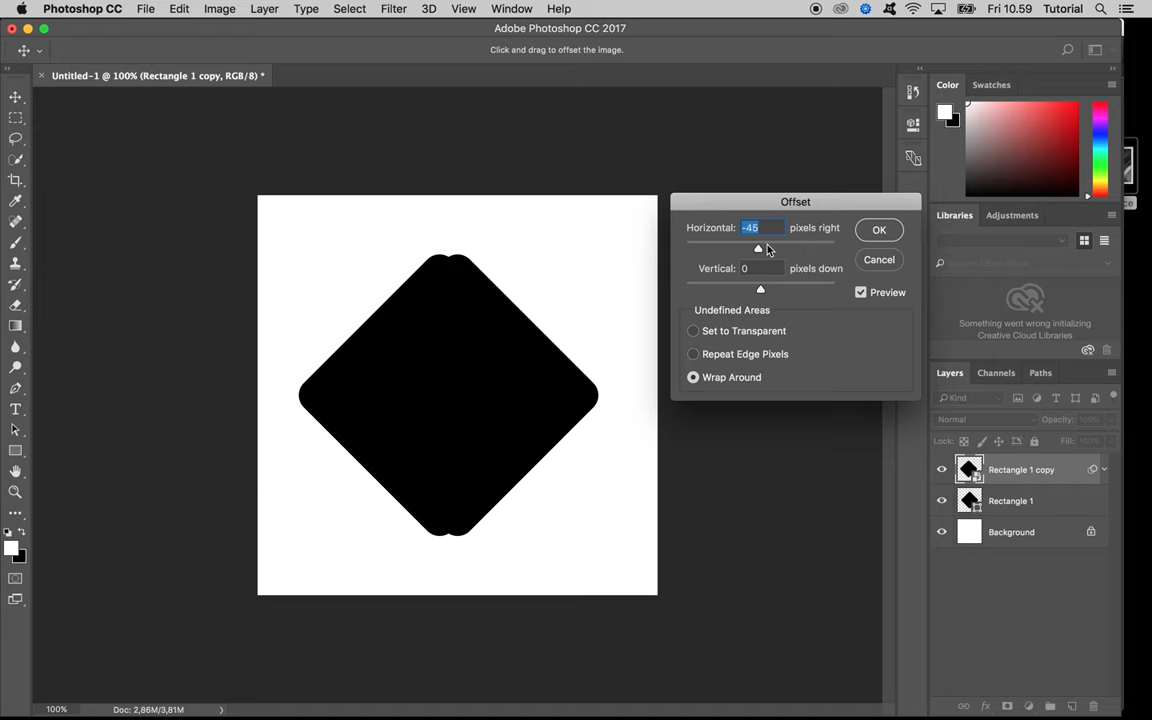 Photoshop CC File Edit Image Layer Type Select Filter 3D View Window Help Fri 10.59 Tutorial
Adobe Photoshop CC 2017
Click and drag to offset the image.
Untitled-1 @ 100% (Rectangle 1 copy, RGB/8) *
Color Swatches
Offset
Horizontal: -45 pixels right
OK
Vertical: 0 pixels down
Cancel
Preview
Undefined Areas
Set to Transparent
Repeat Edge Pixels
Wrap Around
Libraries Adjustments
Something went wrong initializing
Creative Cloud Libraries
Layers Channels Paths
Kind
Normal Opacity: 100%
Lock: Fill: 100%
Rectangle 1 copy
Rectangle 1
Background
100% Doc: 2,86M/3,81M